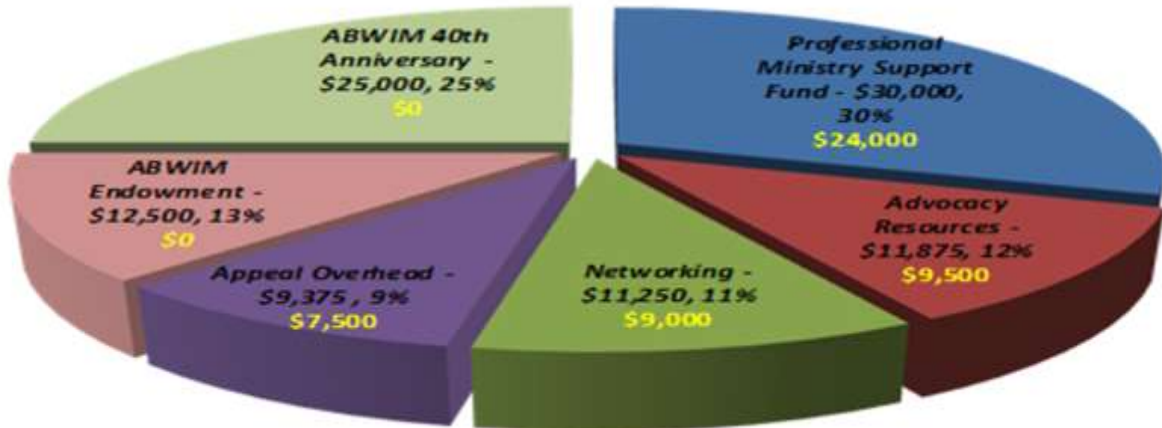 ABWIM 40th
Anniversary -
$25,000, 25%
$0
Professional
Ministry Support
Fund - $30,000,
30%
$24,000
ABWIM
Endowment -
$12,500, 13%
$0
Advocacy
Resources -
$11,875, 12%
$9,500
Appeal Overhead -
$9,375 , 9%
$7,500
Networking -
$11,250, 11%
$9,000